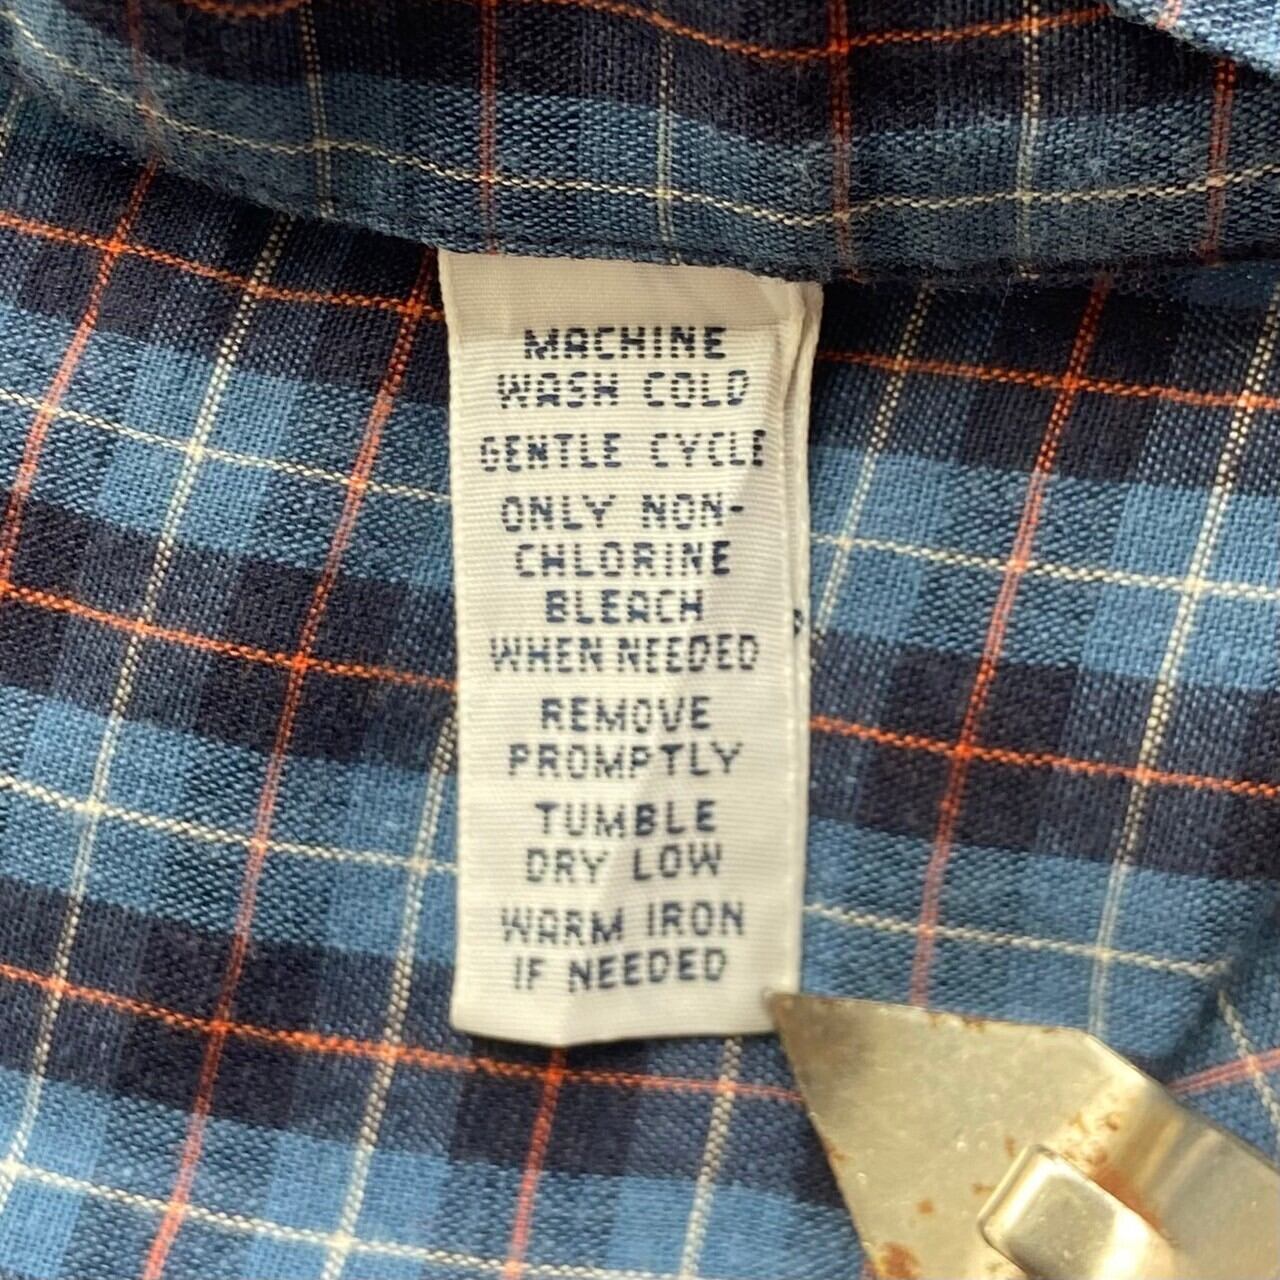 MACHINE
WASH COLD
GENTLE CYCLE
ONLY NON-
CHLORINE
BLEACH
WHEN NEEDED
REMOVE
PROMPTLY
TUMBLE
DRY LOW
WARM IRON
IF NEEDED